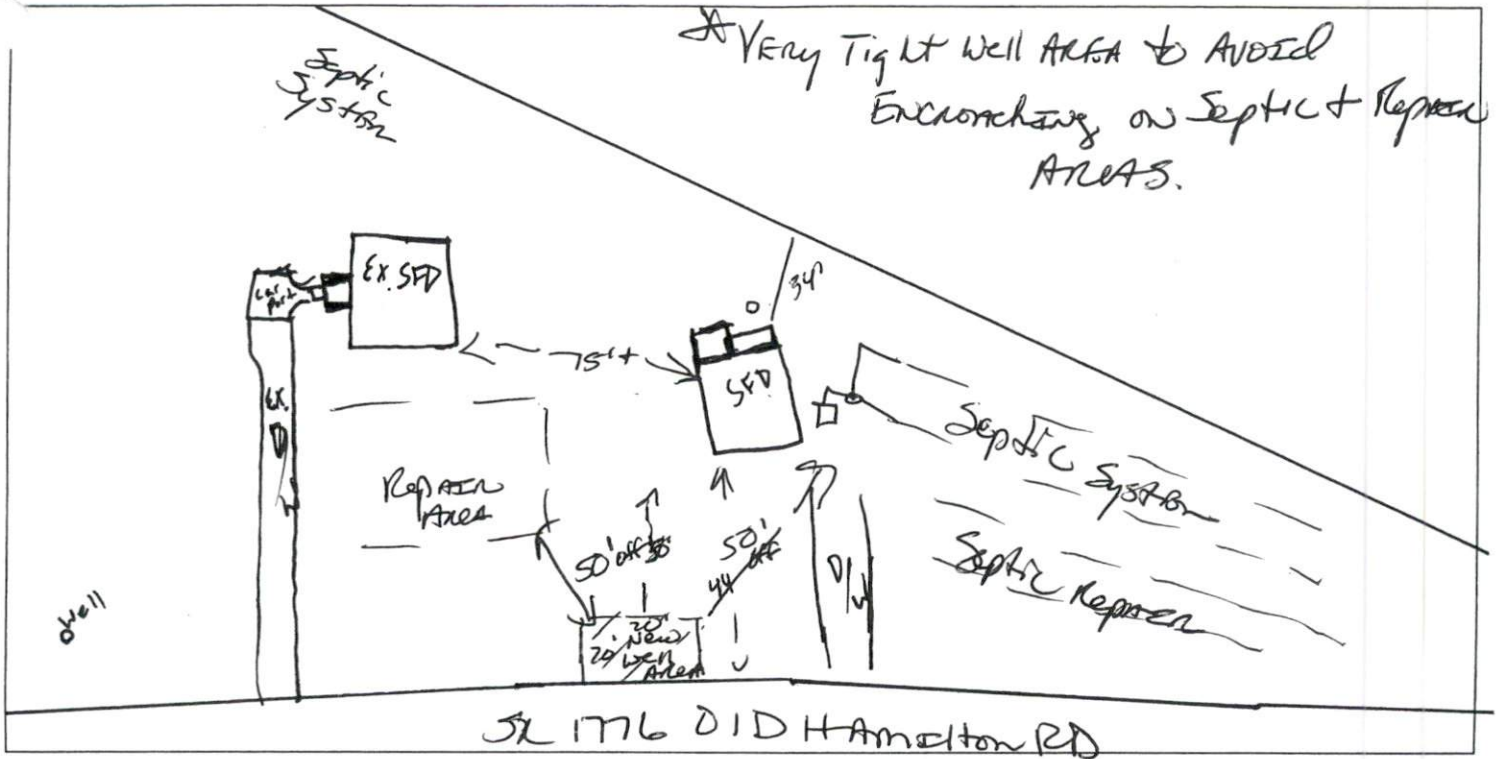 * VERY Tight Well AREA to AVOID
ENCROACHING on Septic + REPAIR
AREAS.
Septic
System
EX. SFD
Car
port
34'
75'+
SFD
EX.
D/W
Repair
Area
Septic System
Septic Repair
50' off
50'
off
44
D/W
Well
20'
New
20' Well
Area
SR 1776 OLD HAMILTON RD